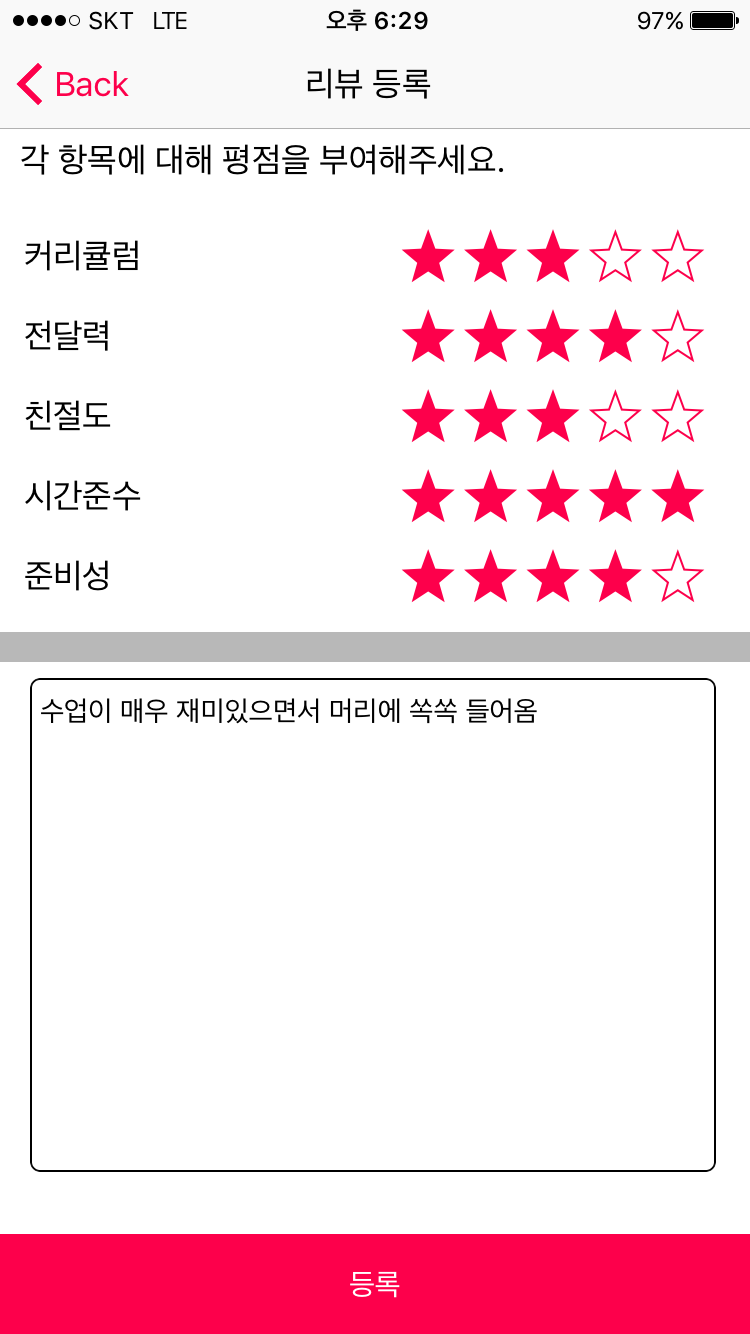 SKT LTE 오후 6:29 97%
Back 리뷰 등록
각 항목에 대해 평점을 부여해주세요.
커리큘럼
전달력
친절도
시간준수
준비성
수업이 매우 재미있으면서 머리에 쏙쏙 들어옴
등록